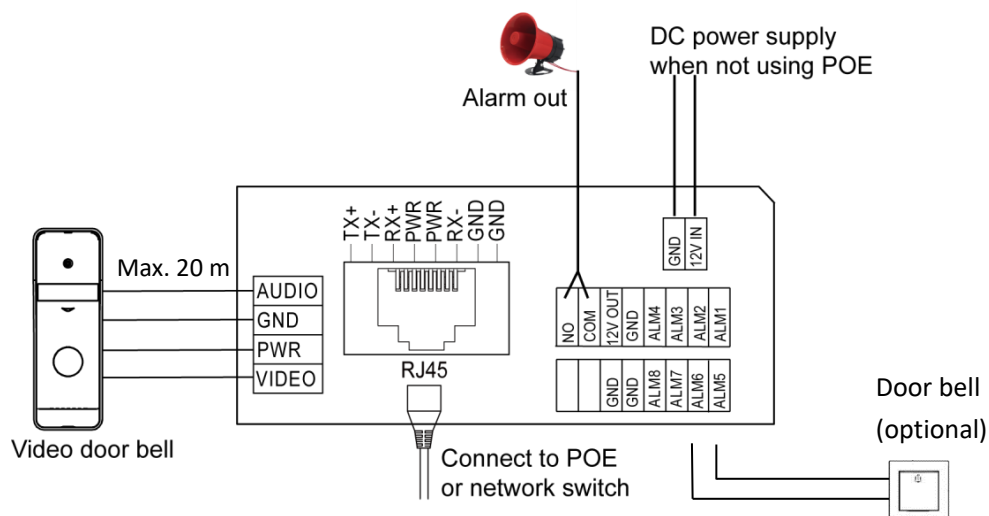 DC power supply
when not using POE
Alarm out
TX+
TX-
RX+
PWR
PWR
RX-
GND
GND
GND
12V IN
Max. 20 m
AUDIO
GND
PWR
VIDEO
NO
COM
12V OUT
GND
ALM4
ALM3
ALM2
ALM1
RJ45
GND
GND
ALM8
ALM7
ALM6
ALM5
Door bell
(optional)
Video door bell
Connect to POE
or network switch